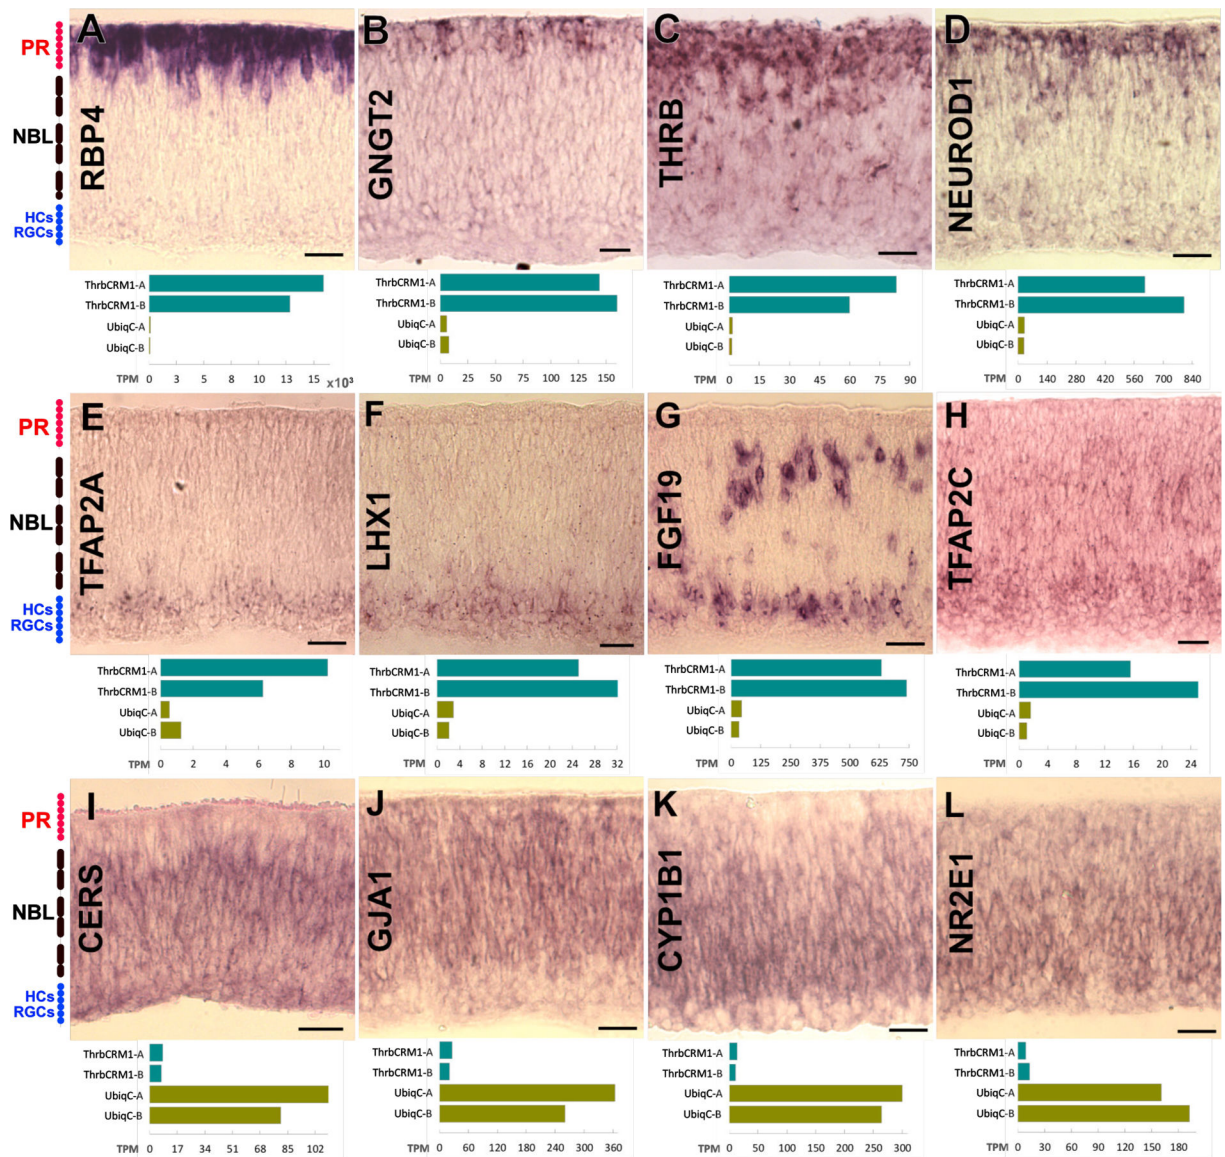 A
B
C
D
PR
NBL
HCs
RGCs
RBP4
GNGT2
THRB
NEUROD1
ThrbCRM1-A
ThrbCRM1-B
UbiqC-A
UbiqC-B
TPM 0 3 5 8 10 13 15 x10³
ThrbCRM1-A
ThrbCRM1-B
UbiqC-A
UbiqC-B
TPM 0 25 50 75 100 125 150
ThrbCRM1-A
ThrbCRM1-B
UbiqC-A
UbiqC-B
TPM 0 15 30 45 60 75 90
ThrbCRM1-A
ThrbCRM1-B
UbiqC-A
UbiqC-B
TPM 0 140 280 420 560 700 840
E
F
G
H
PR
NBL
HCs
RGCs
TFAP2A
LHX1
FGF19
TFAP2C
ThrbCRM1-A
ThrbCRM1-B
UbiqC-A
UbiqC-B
TPM 0 2 4 6 8 10
ThrbCRM1-A
ThrbCRM1-B
UbiqC-A
UbiqC-B
TPM 0 4 8 12 16 20 24 28 32
ThrbCRM1-A
ThrbCRM1-B
UbiqC-A
UbiqC-B
TPM 0 125 250 375 500 625 750
ThrbCRM1-A
ThrbCRM1-B
UbiqC-A
UbiqC-B
TPM 0 4 8 12 16 20 24
I
J
K
L
PR
NBL
HCs
RGCs
CERS
GJA1
CYP1B1
NR2E1
ThrbCRM1-A
ThrbCRM1-B
UbiqC-A
UbiqC-B
TPM 0 17 34 51 68 85 102
ThrbCRM1-A
ThrbCRM1-B
UbiqC-A
UbiqC-B
TPM 0 60 120 180 240 300 360
ThrbCRM1-A
ThrbCRM1-B
UbiqC-A
UbiqC-B
TPM 0 50 100 150 200 250 300
ThrbCRM1-A
ThrbCRM1-B
UbiqC-A
UbiqC-B
TPM 0 30 60 90 120 150 180